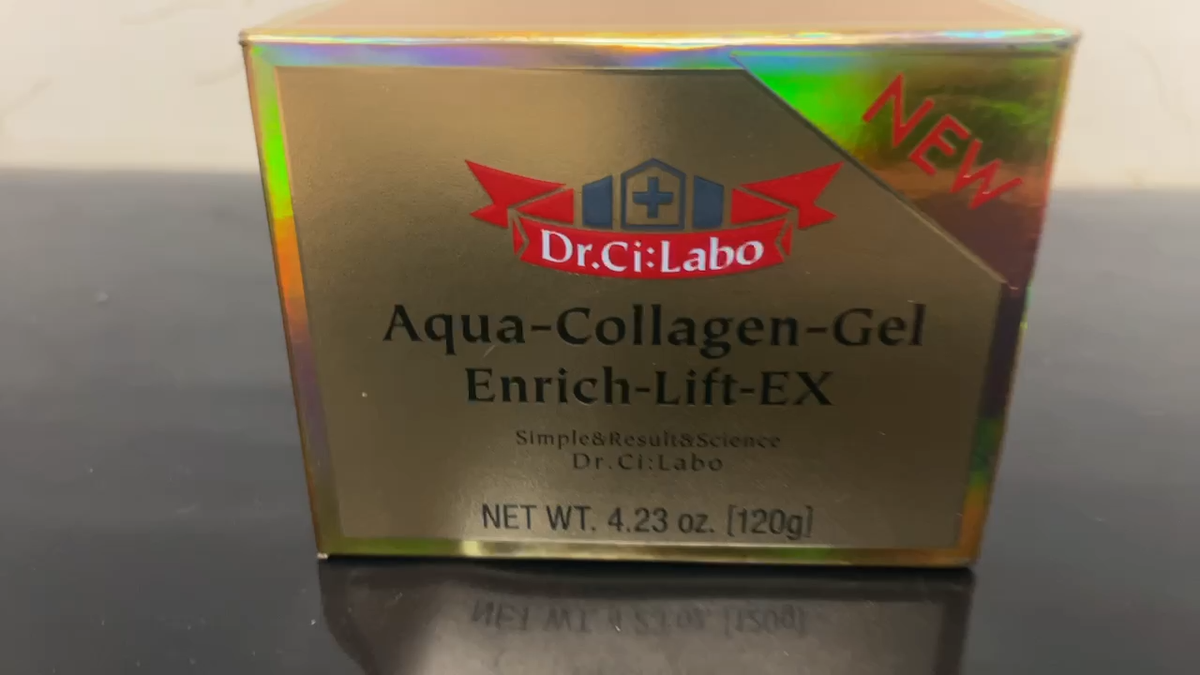 NEW
Dr.Ci:Labo
Aqua-Collagen-Gel
Enrich-Lift-EX
Simple&Result&Science
Dr.Ci:Labo
NET WT. 4.23 oz. [120g]